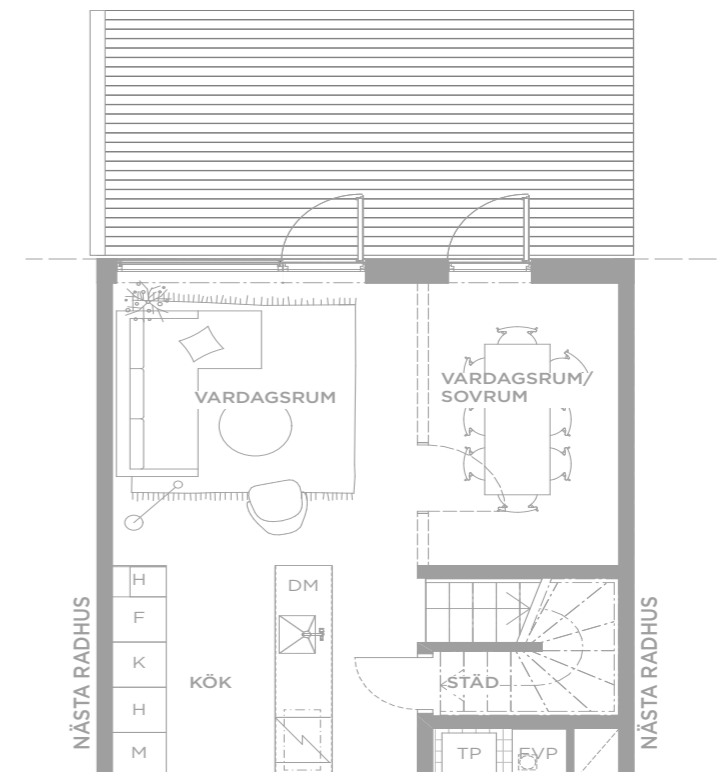 VARDAGSRUM
VARDAGSRUM/
SOVRUM
H
DM
F
K
KÖK
STÄD
H
M
TP
FVP
NÄSTA RADHUS
NÄSTA RADHUS